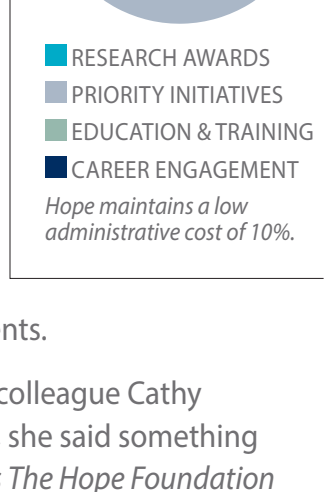 RESEARCH AWARDS
PRIORITY INITIATIVES
EDUCATION & TRAINING
CAREER ENGAGEMENT
Hope maintains a low
administrative cost of 10%.
nts.
colleague Cathy
she said something
The Hope Foundation